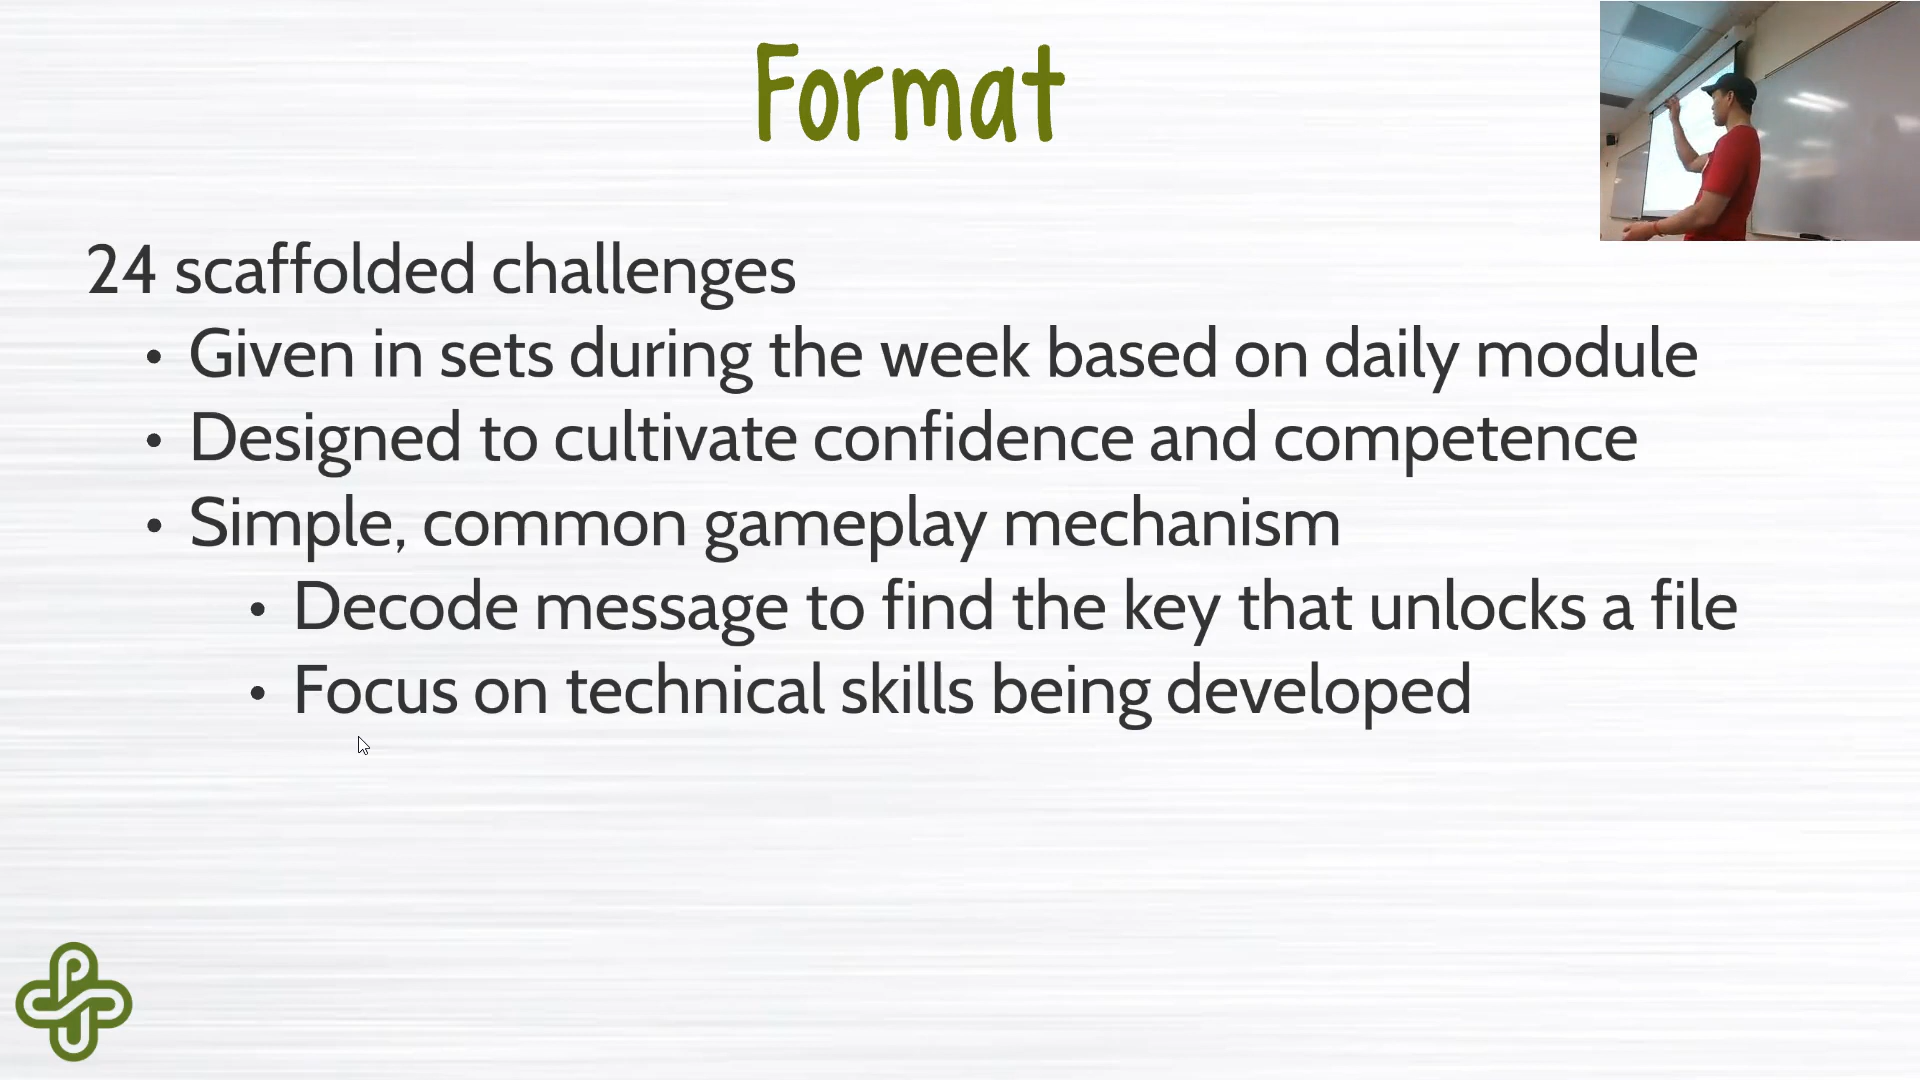 Format
24 scaffolded challenges
• Given in sets during the week based on daily module
• Designed to cultivate confidence and competence
• Simple, common gameplay mechanism
• Decode message to find the key that unlocks a file
• Focus on technical skills being developed